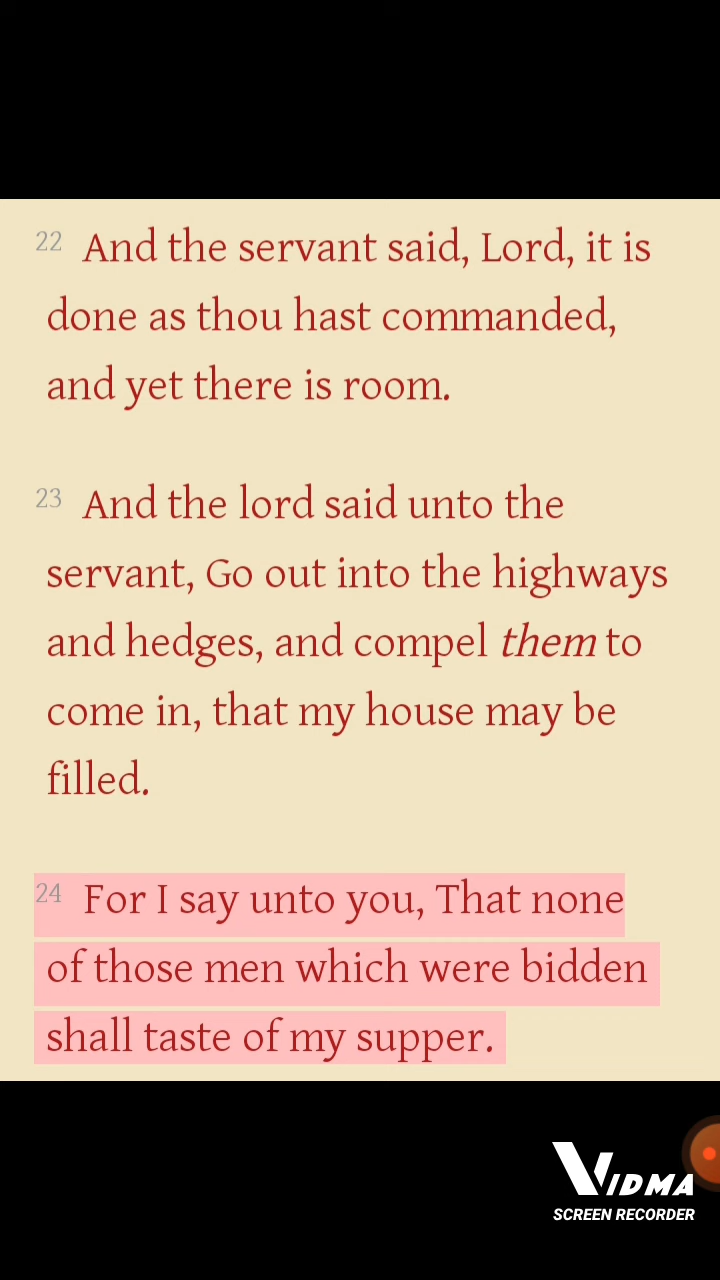 22 And the servant said, Lord, it is
done as thou hast commanded,
and yet there is room.
23 And the lord said unto the
servant, Go out into the highways
and hedges, and compel them to
come in, that my house may be
filled.
24 For I say unto you, That none
of those men which were bidden
shall taste of my supper.
VIDMA
SCREEN RECORDER